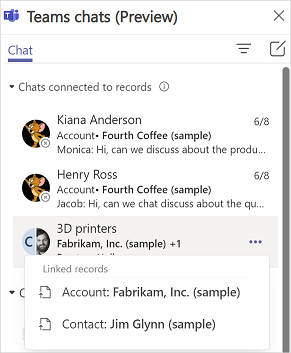 Teams chats (Preview)
Chat
Chats connected to records
Kiana Anderson 6/8
Account• Fourth Coffee (sample)
Monica: Hi, can we discuss about the produ...
Henry Ross 6/8
Account• Fourth Coffee (sample)
Jacob: Hi, can we chat discuss about the qu...
C 3D printers
Fabrikam, Inc. (sample) +1
Linked records
Account: Fabrikam, Inc. (sample)
Contact: Jim Glynn (sample)